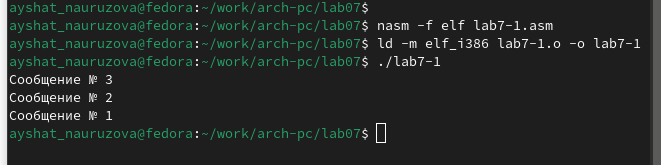 ayshat_nauruzova@fedora:~/work/arch-pc/lab07$
ayshat_nauruzova@fedora:~/work/arch-pc/lab07$ nasm -f elf lab7-1.asm
ayshat_nauruzova@fedora:~/work/arch-pc/lab07$ ld -m elf_i386 lab7-1.o -o lab7-1
ayshat_nauruzova@fedora:~/work/arch-pc/lab07$ ./lab7-1
Сообщение № 3
Сообщение № 2
Сообщение № 1
ayshat_nauruzova@fedora:~/work/arch-pc/lab07$